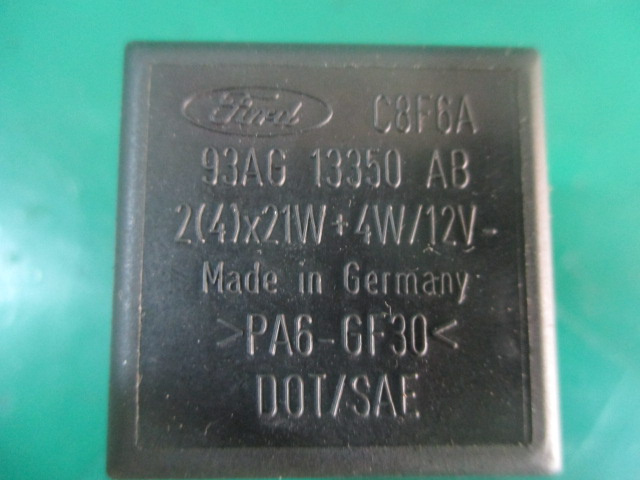 Ford C8F6A
93AG 13350 AB
2(4)x21W+4W/12V-
Made in Germany
>PA6-GF30<
DOT/SAE